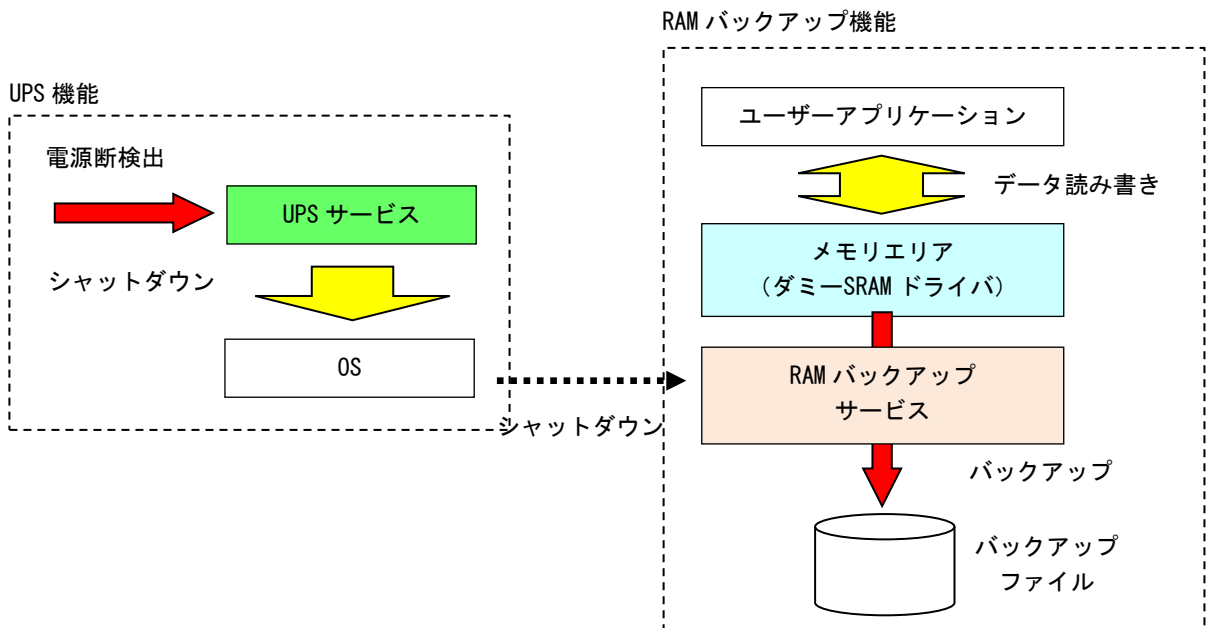 RAM バックアップ機能
UPS 機能
電源断検出
UPS サービス
シャットダウン
OS
シャットダウン
ユーザーアプリケーション
データ読み書き
メモリエリア
（ダミーSRAM ドライバ）
RAM バックアップ
サービス
バックアップ
バックアップ
ファイル